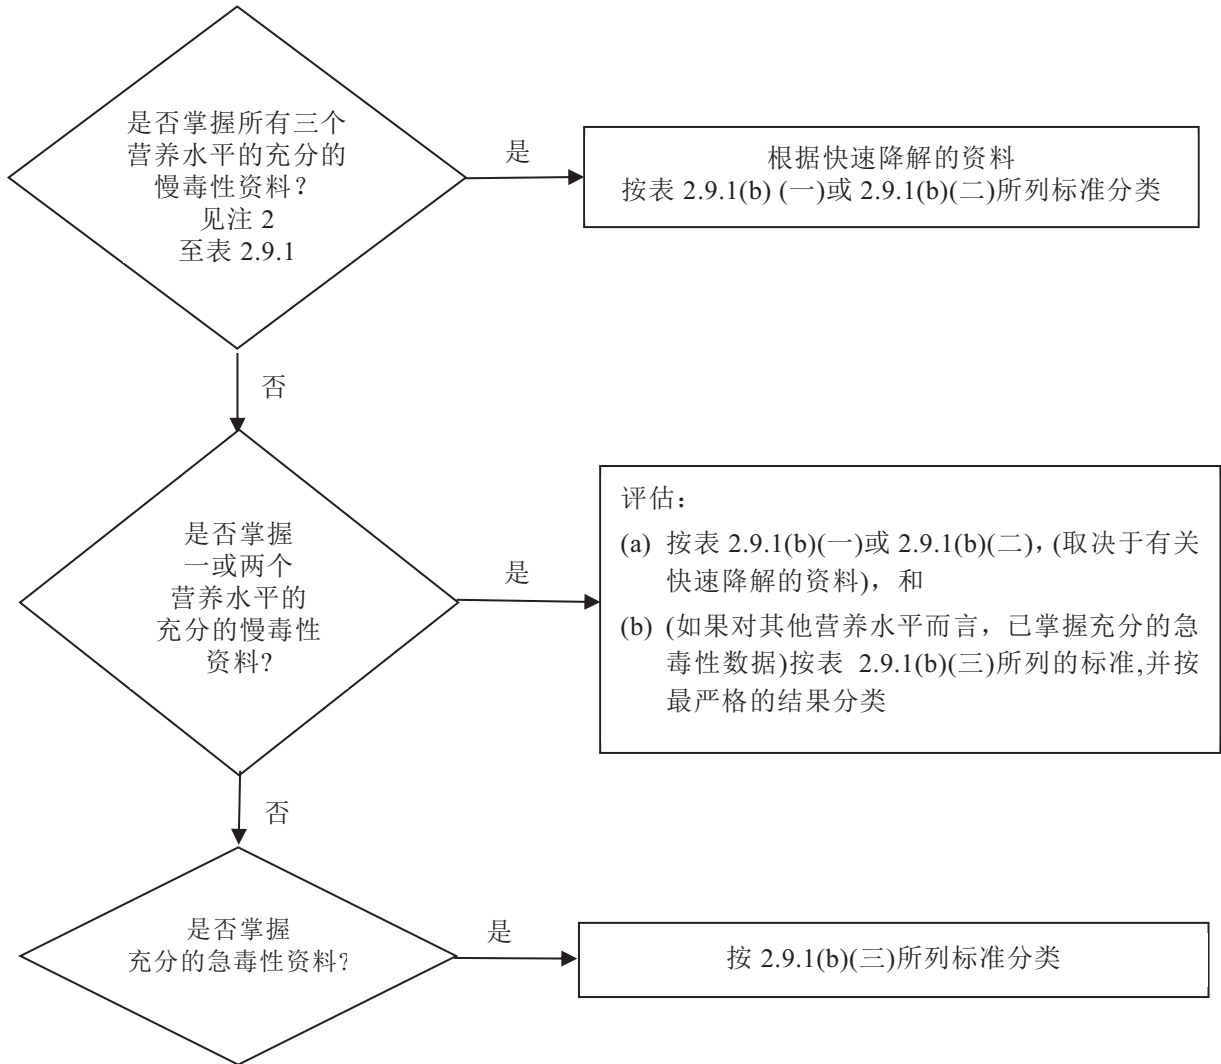 是否掌握所有三个
营养水平的充分的
慢毒性资料？
见注 2
至表 2.9.1
是
根据快速降解的资料
按表 2.9.1(b) (一)或 2.9.1(b)(二)所列标准分类
否
是否掌握
一或两个
营养水平的
充分的慢毒性
资料?
是
评估：
(a) 按表 2.9.1(b)(一)或 2.9.1(b)(二), (取决于有关
快速降解的资料)，和
(b) (如果对其他营养水平而言，已掌握充分的急
毒性数据)按表 2.9.1(b)(三)所列的标准,并按
最严格的结果分类
否
是否掌握
充分的急毒性资料?
是
按 2.9.1(b)(三)所列标准分类